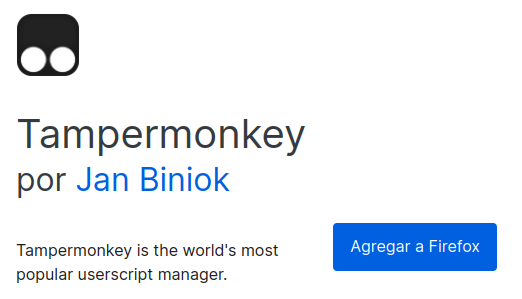 Tampermonkey
por Jan Biniok
Tampermonkey is the world's most
popular userscript manager.
Agregar a Firefox